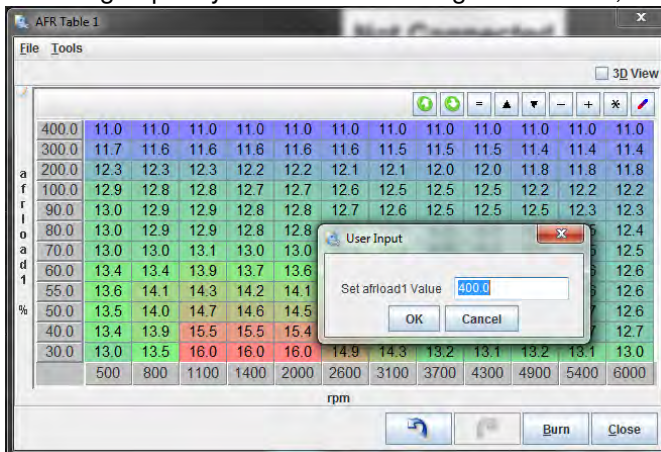 AFR Table 1
File Tools
3D View
= - + *
400.0 11.0 11.0 11.0 11.0 11.0 11.0 11.0 11.0 11.0 11.0 11.0 11.0
300.0 11.7 11.6 11.6 11.6 11.6 11.6 11.5 11.5 11.5 11.4 11.4 11.4
200.0 12.3 12.3 12.3 12.2 12.2 12.1 12.1 12.0 12.0 11.8 11.8 11.8
100.0 12.9 12.8 12.8 12.7 12.7 12.6 12.5 12.5 12.5 12.2 12.2 12.2
90.0 13.0 12.9 12.9 12.8 12.8 12.7 12.6 12.5 12.5 12.5 12.3 12.3
80.0 13.0 12.9 12.9 12.8 12.8 12.4
70.0 13.0 13.0 13.1 13.0 13.0 12.5
60.0 13.4 13.4 13.9 13.7 13.6 12.6
55.0 13.6 14.1 14.3 14.2 14.1 12.6
50.0 13.5 14.0 14.7 14.6 14.5 12.6
40.0 13.4 13.9 15.5 15.5 15.4 12.7
30.0 13.0 13.5 16.0 16.0 16.0 14.9 14.3 13.2 13.1 13.2 13.1 13.0
500 800 1100 1400 2000 2600 3100 3700 4300 4900 5400 6000
afrload1 %
rpm
User Input
Set afrload1 Value 400.0
OK Cancel
Burn Close